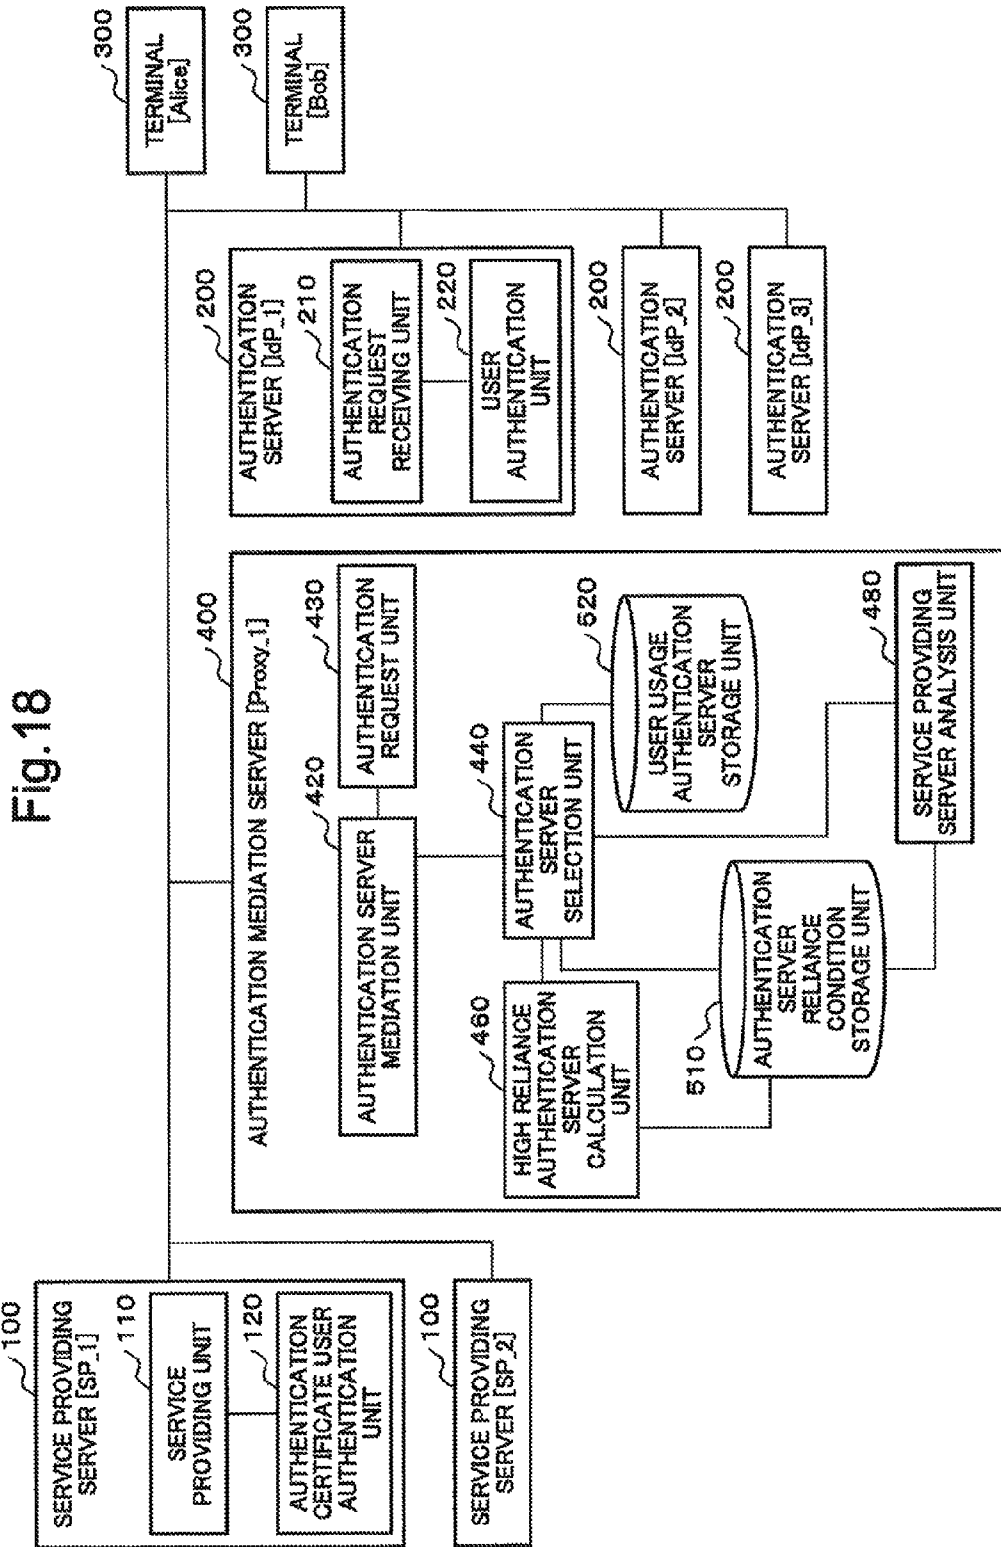 Fig.18
100
SERVICE PROVIDING
SERVER [SP_1]
110
SERVICE
PROVIDING UNIT
120
AUTHENTICATION
CERTIFICATE USER
AUTHENTICATION
UNIT
100
SERVICE PROVIDING
SERVER [SP_2]
400
AUTHENTICATION MEDIATION SERVER [Proxy_1]
420
AUTHENTICATION SERVER
MEDIATION UNIT
430
AUTHENTICATION
REQUEST UNIT
440
AUTHENTICATION
SERVER
SELECTION UNIT
460
HIGH RELIANCE
AUTHENTICATION
SERVER
CALCULATION
UNIT
520
USER USAGE
AUTHENTICATION
SERVER
STORAGE UNIT
510
AUTHENTICATION
SERVER
RELIANCE
CONDITION
STORAGE UNIT
480
SERVICE PROVIDING
SERVER ANALYSIS UNIT
200
AUTHENTICATION
SERVER [IdP_1]
210
AUTHENTICATION
REQUEST
RECEIVING UNIT
220
USER
AUTHENTICATION
UNIT
200
AUTHENTICATION
SERVER [IdP_2]
200
AUTHENTICATION
SERVER [IdP_3]
300
TERMINAL
[Alice]
300
TERMINAL
[Bob]